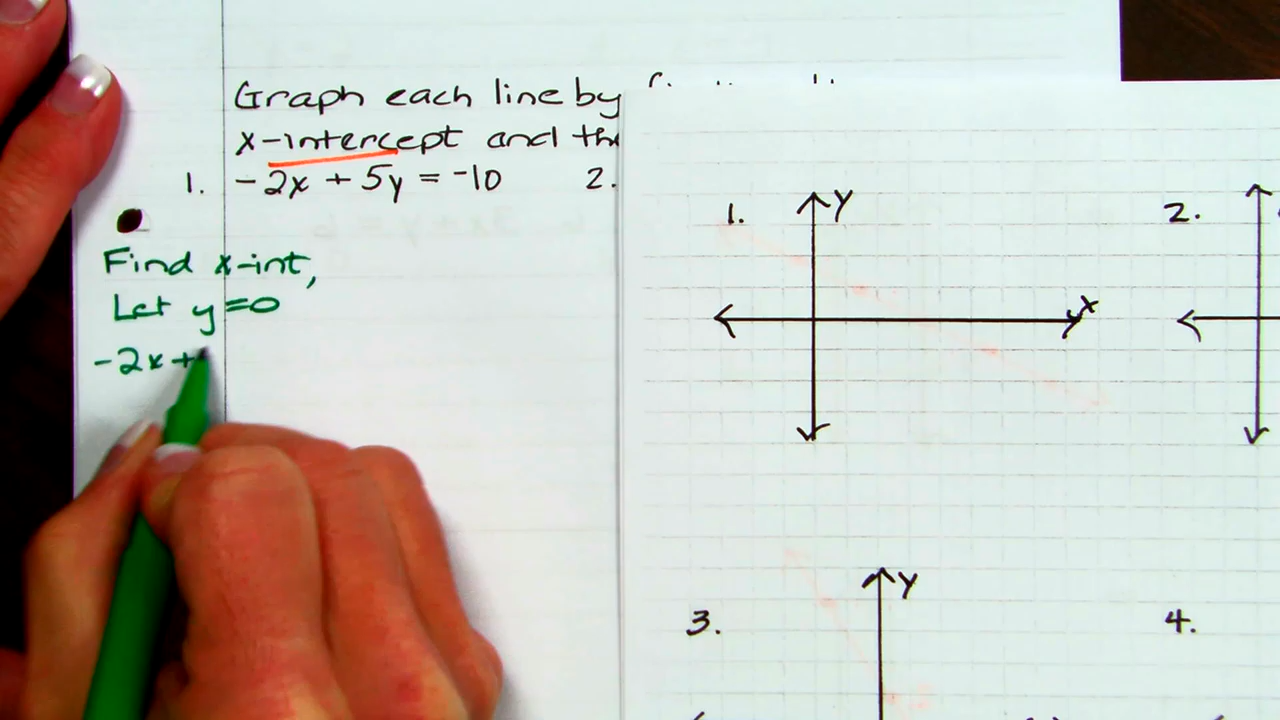 Graph each line by
x-intercept and the
1. -2x + 5y = -10 2.
Find x-int,
Let y=0
-2x+
1. y
x
2.
3. y
4.